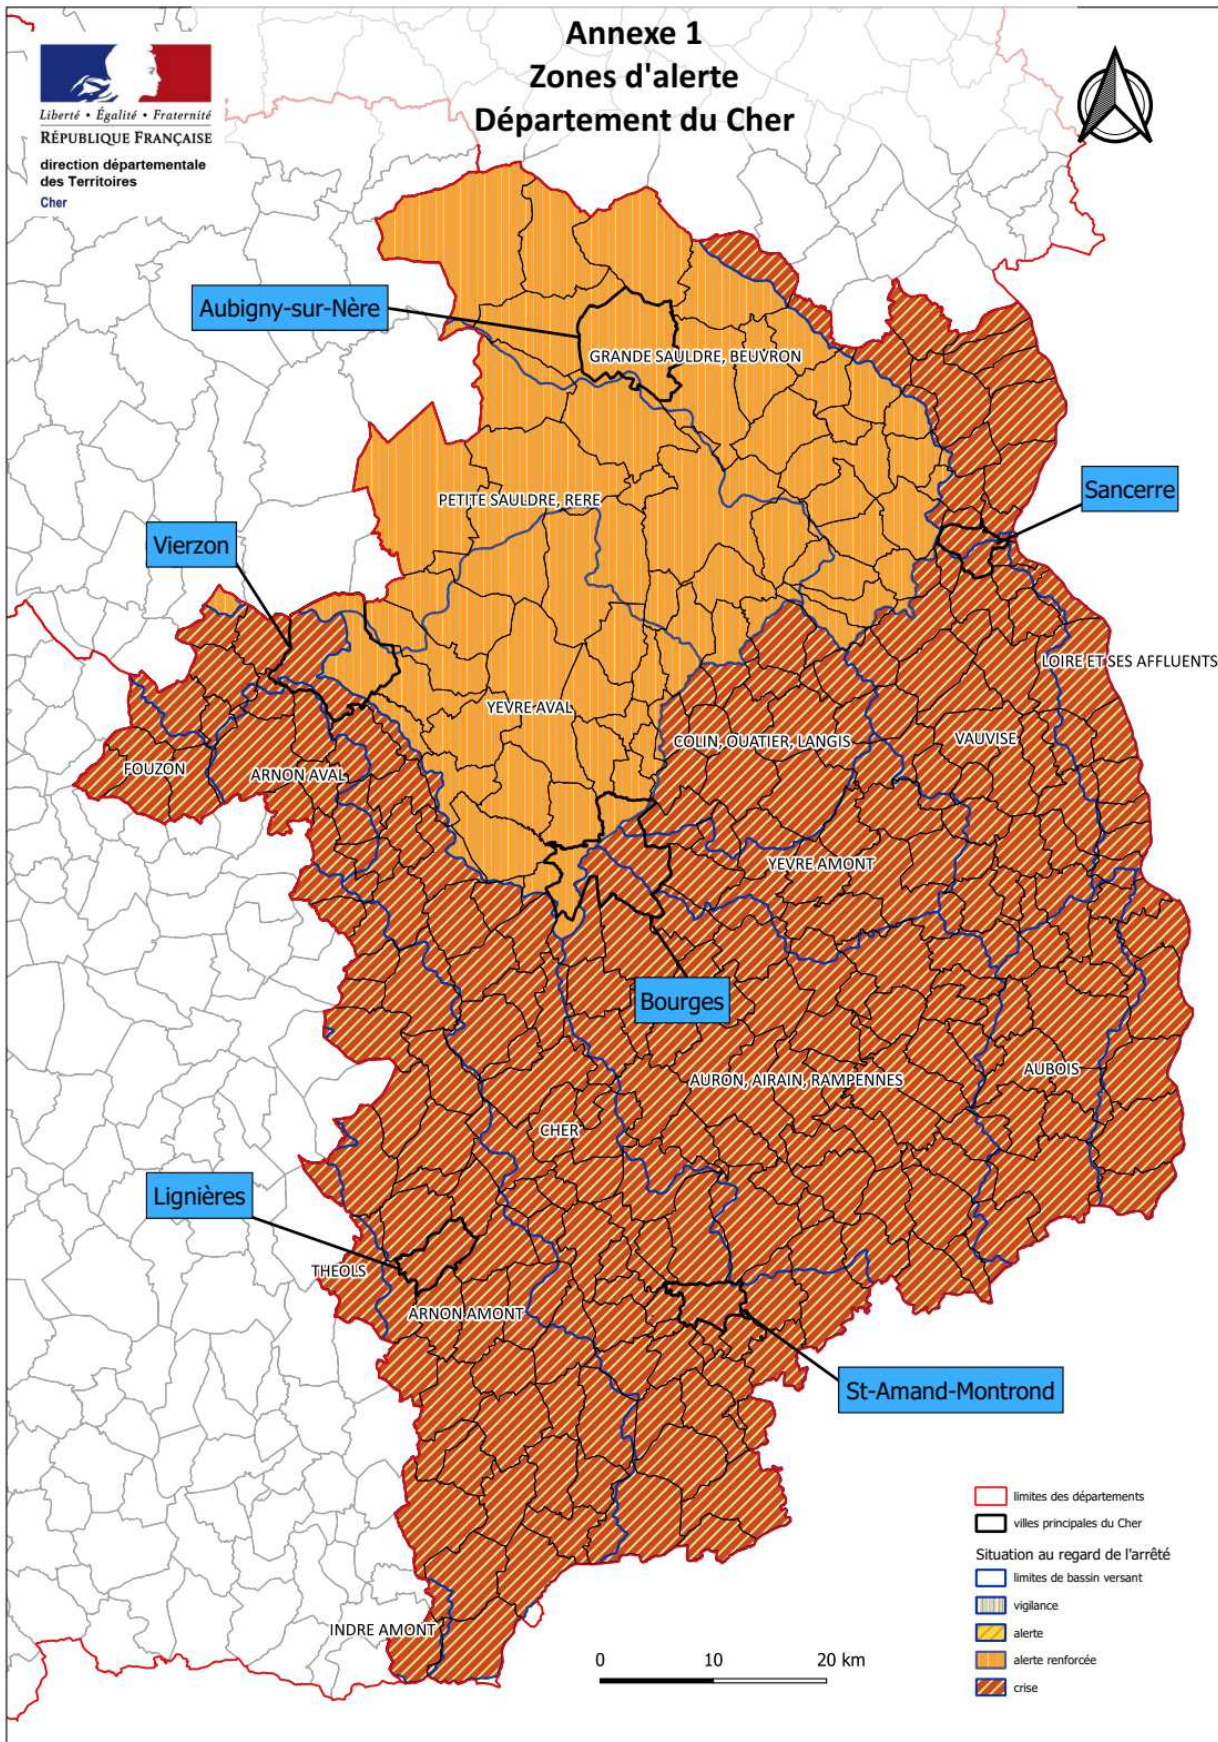 Annexe 1
Zones d'alerte
Département du Cher
Liberté • Égalité • Fraternité
RÉPUBLIQUE FRANÇAISE
direction départementale
des Territoires
Cher
Aubigny-sur-Nère
GRANDE SAULDRE, BEUVRON
Sancerre
PETITE SAULDRE, RERE
Vierzon
LOIRE ET SES AFFLUENTS
YEVRE AVAL
COLIN, OUATIER, LANGIS
VAUVISE
FOUZON
ARNON AVAL
YEVRE AMONT
Bourges
AURON, AIRAIN, RAMPENNES
AUBOIS
CHER
Lignières
THEOLS
ARNON AMONT
St-Amand-Montrond
INDRE AMONT
limites des départements
villes principales du Cher
Situation au regard de l'arrêté
limites de bassin versant
vigilance
alerte
alerte renforcée
crise
0 10 20 km